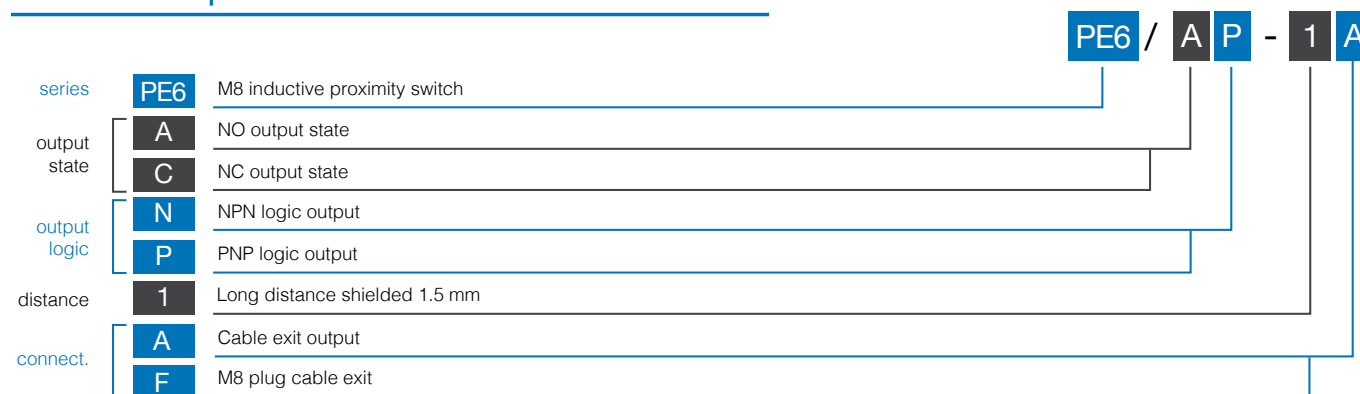 PE6 / A P - 1 A
series PE6 M8 inductive proximity switch
output state
A NO output state
C NC output state
output logic
N NPN logic output
P PNP logic output
distance 1 Long distance shielded 1.5 mm
connect.
A Cable exit output
F M8 plug cable exit